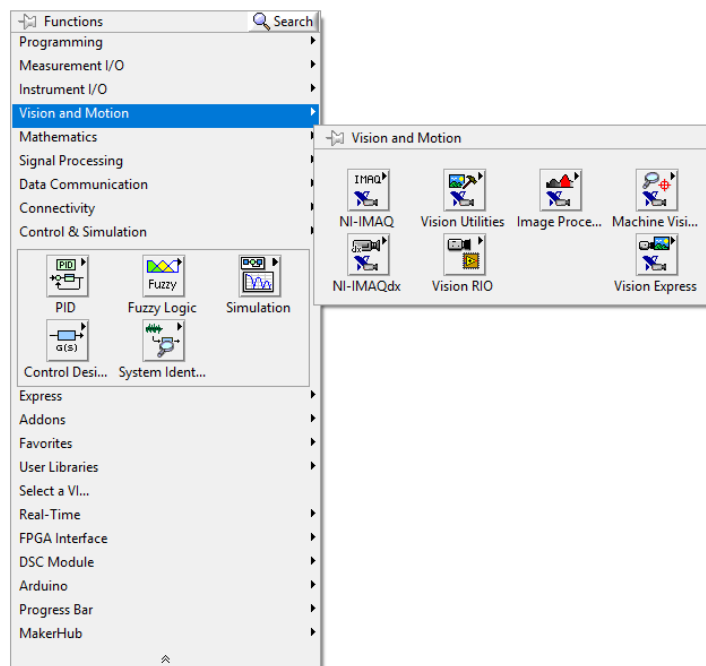 Functions
Search
Programming
Measurement I/O
Instrument I/O
Vision and Motion
Mathematics
Signal Processing
Data Communication
Connectivity
Control & Simulation
PID
PID
Fuzzy
Fuzzy Logic
Simulation
G(s)
Control Desi...
System Ident...
Express
Addons
Favorites
User Libraries
Select a VI...
Real-Time
FPGA Interface
DSC Module
Arduino
Progress Bar
MakerHub
Vision and Motion
IMAQ
NI-IMAQ
Vision Utilities
Image Proce...
Machine Visi...
NI-IMAQdx
Vision RIO
Vision Express